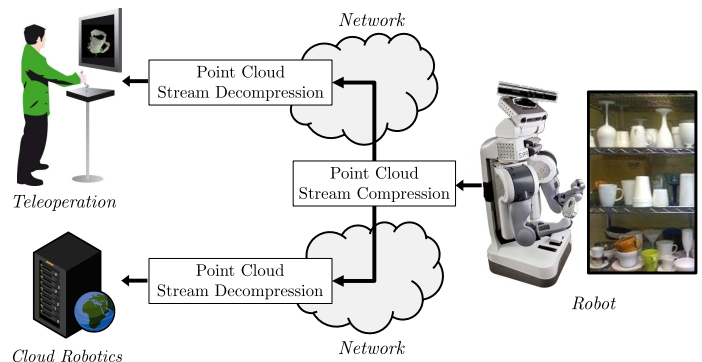 Network
Point Cloud
Stream Decompression
Teleoperation
Point Cloud
Stream Compression
Point Cloud
Stream Decompression
Robot
Network
Cloud Robotics